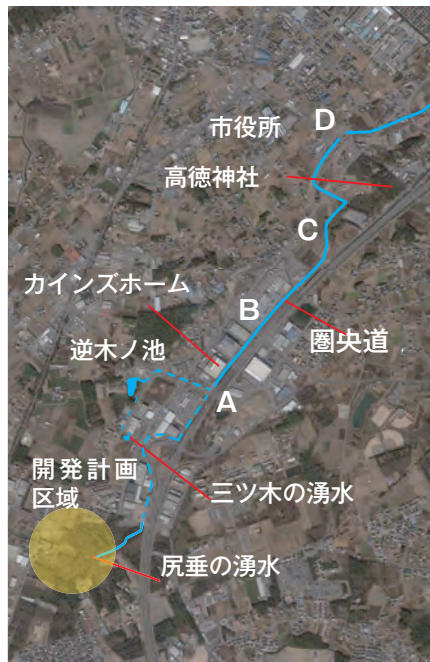 市役所
D
高徳神社
C
カインズホーム
B
圏央道
逆木ノ池
A
開発計画
区域
三ツ木の湧水
尻垂の湧水